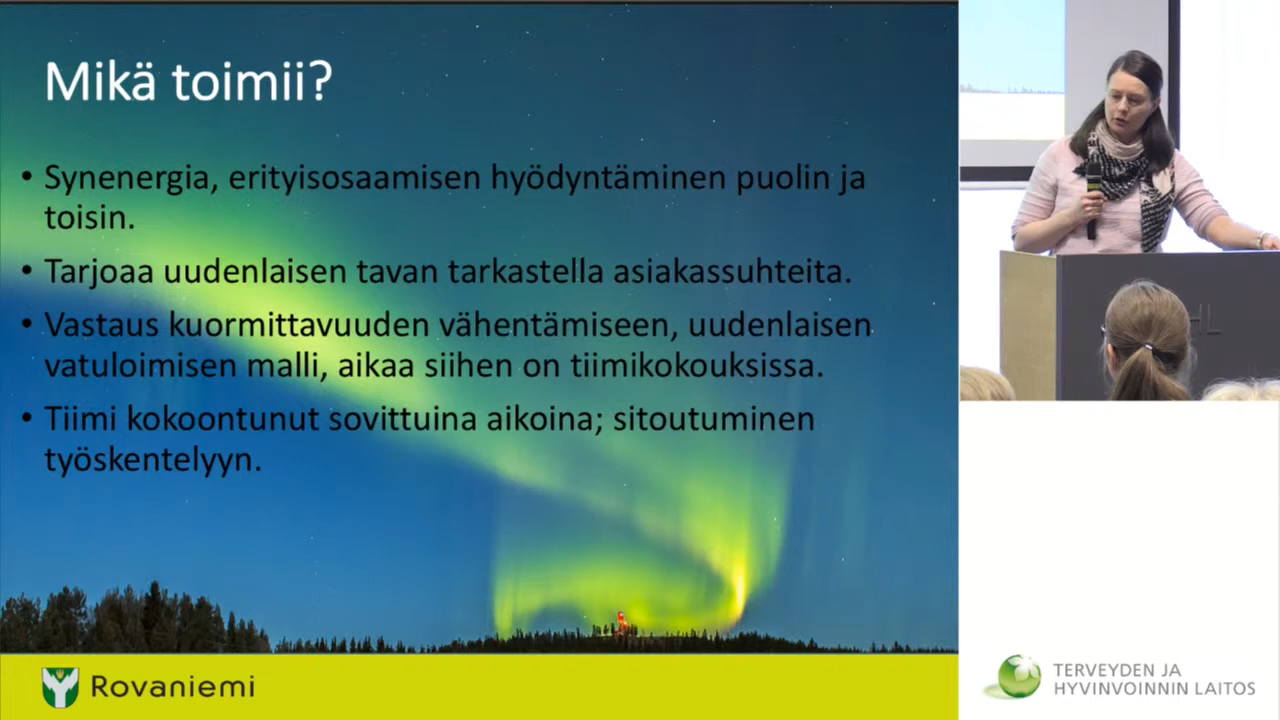 Mikä toimii?
• Synenergia, erityisosaamisen hyödyntäminen puolin ja
toisin.
• Tarjoaa uudenlaisen tavan tarkastella asiakassuhteita.
• Vastaus kuormittavuuden vähentämiseen, uudenlaisen
vatuloimisen malli, aikaa siihen on tiimikokouksissa.
• Tiimi kokoontunut sovittuina aikoina; sitoutuminen
työskentelyyn.
Rovaniemi
HL
TERVEYDEN JA
HYVINVOINNIN LAITOS